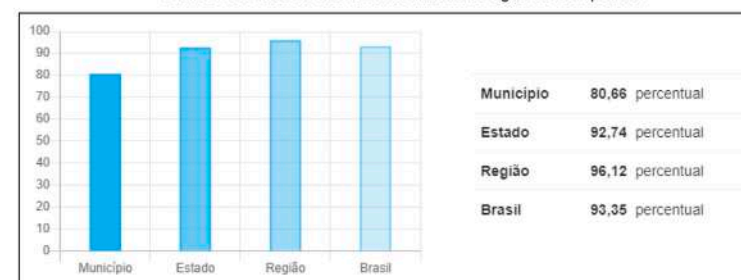 100
90
80
70
60
50
40
30
20
10
0
Município
Estado
Região
Brasil
Município 80,66 percentual
Estado 92,74 percentual
Região 96,12 percentual
Brasil 93,35 percentual